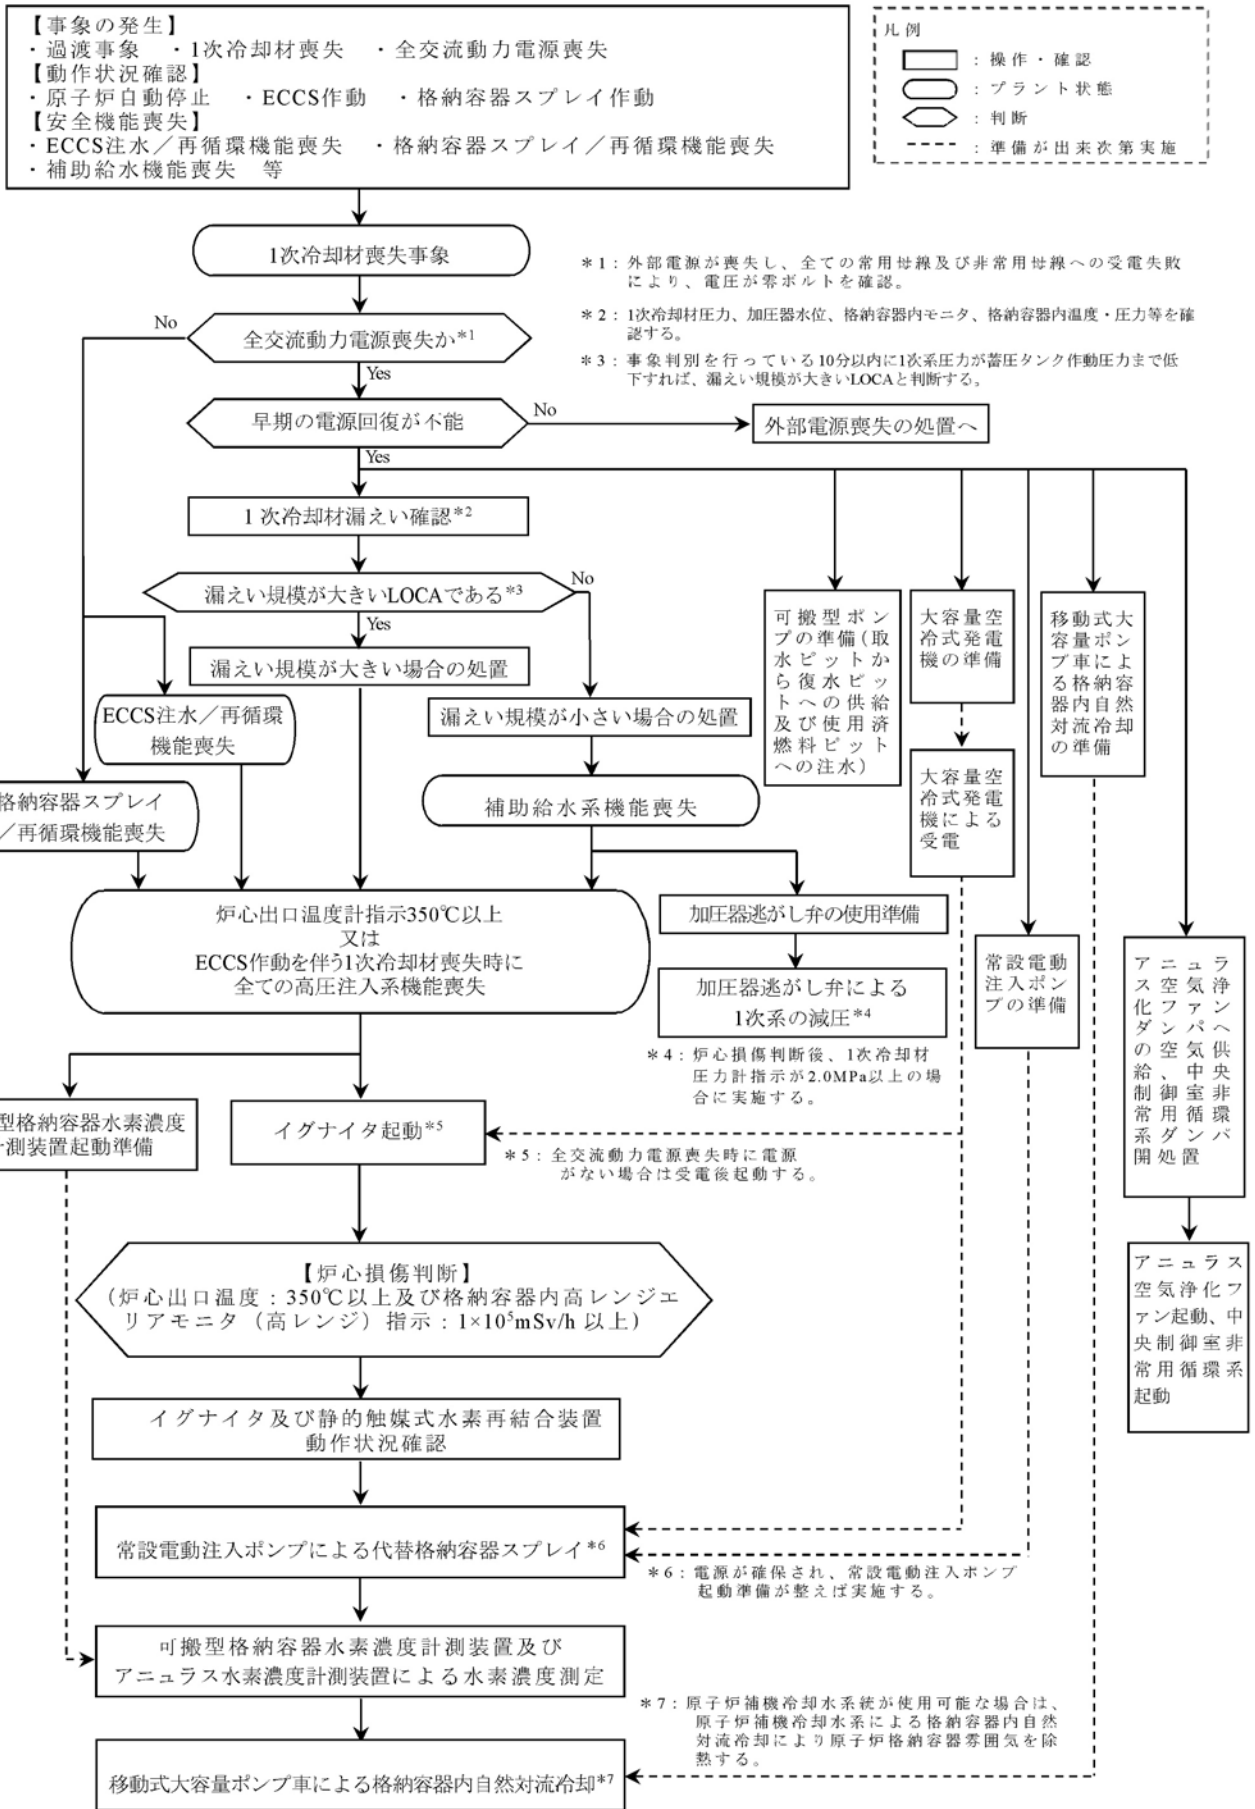 【事象の発生】
・過渡事象　・1次冷却材喪失　・全交流動力電源喪失
【動作状況確認】
・原子炉自動停止　・ECCS作動　・格納容器スプレイ作動
【安全機能喪失】
・ECCS注水／再循環機能喪失　・格納容器スプレイ／再循環機能喪失
・補助給水機能喪失　等
凡例
：操作・確認
：プラント状態
：判断
：準備が出来次第実施
1次冷却材喪失事象
＊1：外部電源が喪失し、全ての常用母線及び非常用母線への受電失敗
により、電圧が零ボルトを確認。
＊2：1次冷却材圧力、加圧器水位、格納容器内モニタ、格納容器内温度・圧力等を確
認する。
＊3：事象判別を行っている10分以内に1次系圧力が蓄圧タンク作動圧力まで低
下すれば、漏えい規模が大きいLOCAと判断する。
No
全交流動力電源喪失か*1
Yes
早期の電源回復が不能
No
外部電源喪失の処置へ
Yes
1次冷却材漏えい確認*2
漏えい規模が大きいLOCAである*3
No
Yes
漏えい規模が大きい場合の処置
ECCS注水／再循環
機能喪失
漏えい規模が小さい場合の処置
格納容器スプレイ
／再循環機能喪失
補助給水系機能喪失
可搬型ポン
プの準備（取
水ピットか
ら復水ピッ
トへの供給
及び使用済
燃料ピット
への注水）
大容量空
冷式発電
機の準備
大容量空
冷式発電
機による
受電
移動式大
容量ポン
プ車によ
る格納容
器内自然
対流冷却
の準備
炉心出口温度計指示350℃以上
又は
ECCS作動を伴う1次冷却材喪失時に
全ての高圧注入系機能喪失
加圧器逃がし弁の使用準備
加圧器逃がし弁による
1次系の減圧*4
＊4：炉心損傷判断後、1次冷却材
圧力計指示が2.0MPa以上の場
合に実施する。
常設電動
注入ポン
プの準備
アニュラ
ス空気浄
化ファン
ダンパへ
の空気供
給、中央
制御室非
常用循環
系ダンパ
開処置
アニュラス
空気浄化フ
ァン起動、中
央制御室非
常用循環系
起動
型格納容器水素濃度
測装置起動準備
イグナイタ起動*5
＊5：全交流動力電源喪失時に電源
がない場合は受電後起動する。
【炉心損傷判断】
（炉心出口温度：350℃以上及び格納容器内高レンジエ
リアモニタ（高レンジ）指示：1×10⁵mSv/h 以上）
イグナイタ及び静的触媒式水素再結合装置
動作状況確認
常設電動注入ポンプによる代替格納容器スプレイ*6
＊6：電源が確保され、常設電動注入ポンプ
起動準備が整えば実施する。
可搬型格納容器水素濃度計測装置及び
アニュラス水素濃度計測装置による水素濃度測定
＊7：原子炉補機冷却水系統が使用可能な場合は、
原子炉補機冷却水系による格納容器内自然
対流冷却により原子炉格納容器雰囲気を除
熱する。
移動式大容量ポンプ車による格納容器内自然対流冷却*7